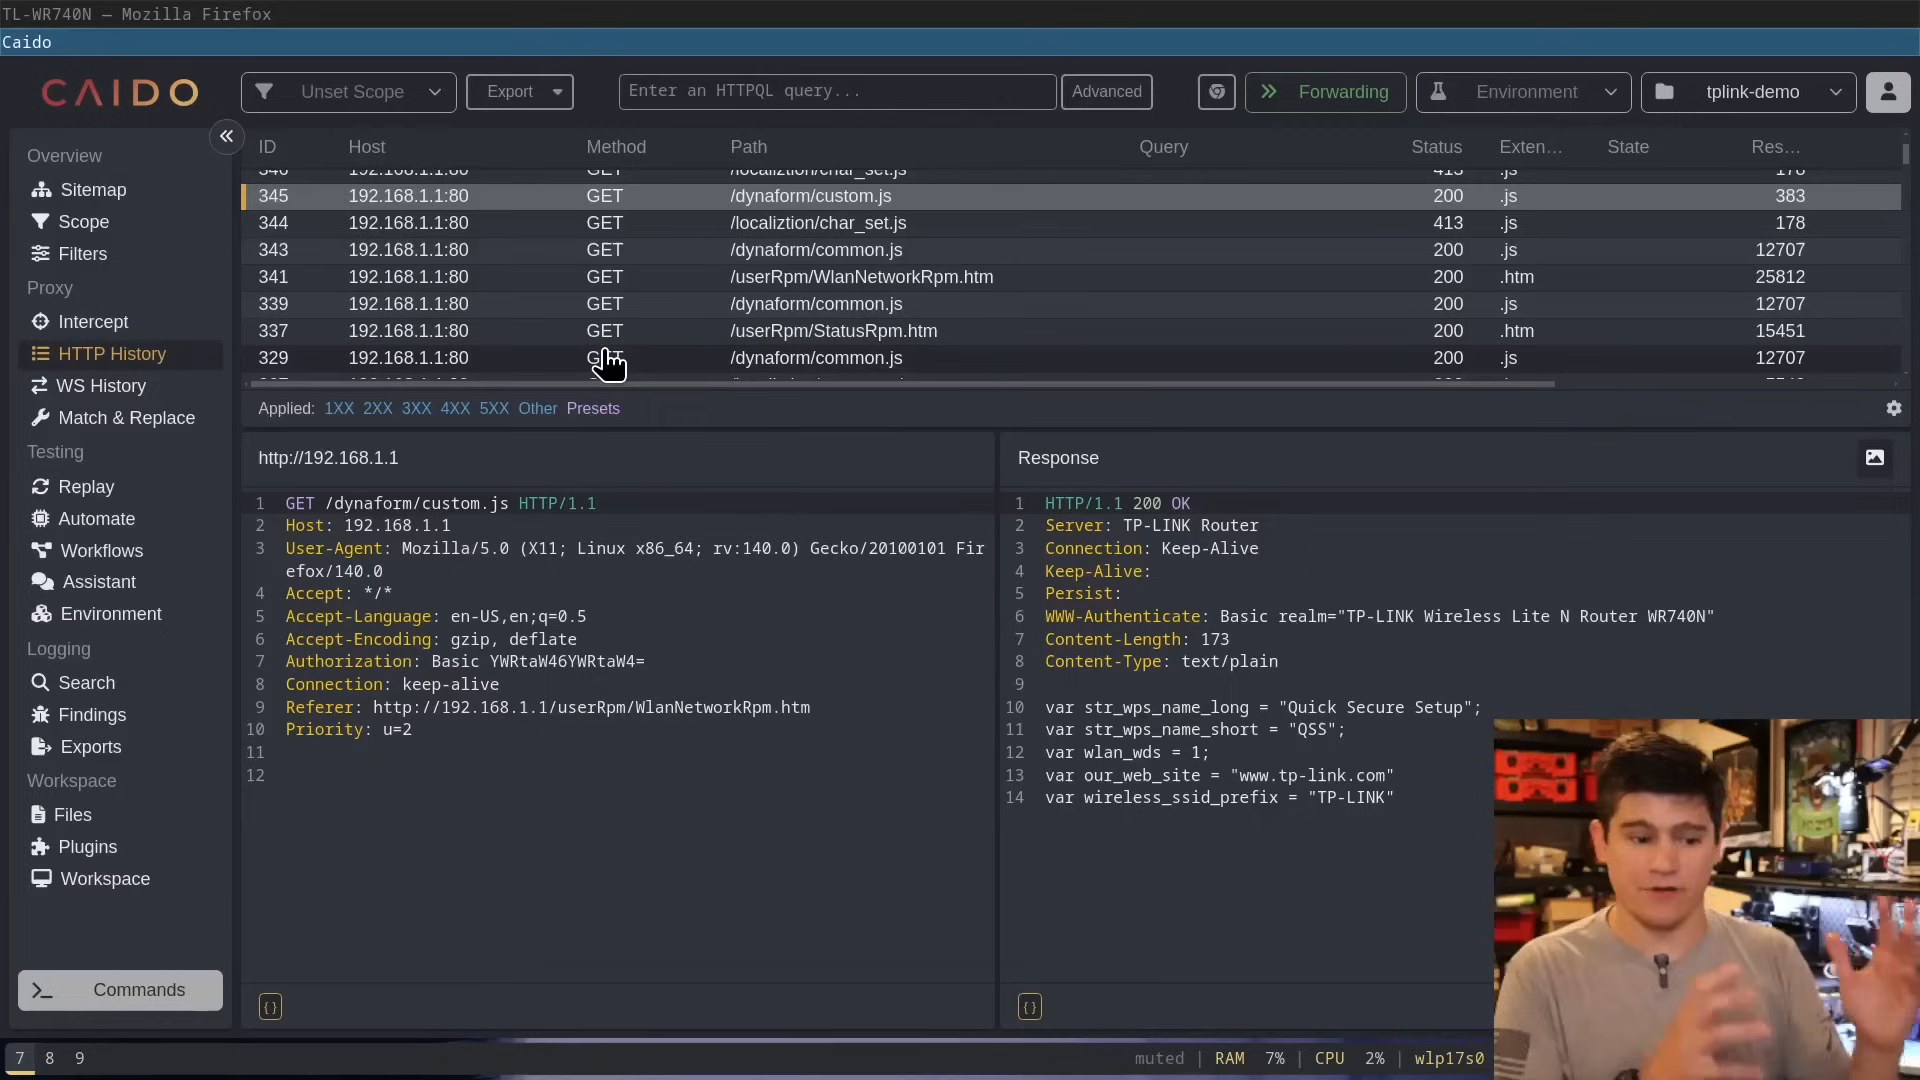 TL-WR740N — Mozilla Firefox
Caido
CAIDO
Unset Scope
Export
Enter an HTTPQL query...
Advanced
Forwarding
Environment
tplink-demo
Overview
Sitemap
Scope
Filters
Proxy
Intercept
HTTP History
WS History
Match & Replace
Testing
Replay
Automate
Workflows
Assistant
Environment
Logging
Search
Findings
Exports
Workspace
Files
Plugins
Workspace
Commands
ID Host Method Path Query Status Exten... State Res...
346 192.168.1.1:80 GET /localiztion/char_set.js 413 .js 178
345 192.168.1.1:80 GET /dynaform/custom.js 200 .js 383
344 192.168.1.1:80 GET /localiztion/char_set.js 413 .js 178
343 192.168.1.1:80 GET /dynaform/common.js 200 .js 12707
341 192.168.1.1:80 GET /userRpm/WlanNetworkRpm.htm 200 .htm 25812
339 192.168.1.1:80 GET /dynaform/common.js 200 .js 12707
337 192.168.1.1:80 GET /userRpm/StatusRpm.htm 200 .htm 15451
329 192.168.1.1:80 GET /dynaform/common.js 200 .js 12707
Applied: 1XX 2XX 3XX 4XX 5XX Other Presets
http://192.168.1.1
1 GET /dynaform/custom.js HTTP/1.1
2 Host: 192.168.1.1
3 User-Agent: Mozilla/5.0 (X11; Linux x86_64; rv:140.0) Gecko/20100101 Fir
efox/140.0
4 Accept: */*
5 Accept-Language: en-US,en;q=0.5
6 Accept-Encoding: gzip, deflate
7 Authorization: Basic YWRtaW46YWRtaW4=
8 Connection: keep-alive
9 Referer: http://192.168.1.1/userRpm/WlanNetworkRpm.htm
10 Priority: u=2
11
12
{}
Response
1 HTTP/1.1 200 OK
2 Server: TP-LINK Router
3 Connection: Keep-Alive
4 Keep-Alive:
5 Persist:
6 WWW-Authenticate: Basic realm="TP-LINK Wireless Lite N Router WR740N"
7 Content-Length: 173
8 Content-Type: text/plain
9
10 var str_wps_name_long = "Quick Secure Setup";
11 var str_wps_name_short = "QSS";
12 var wlan_wds = 1;
13 var our_web_site = "www.tp-link.com"
14 var wireless_ssid_prefix = "TP-LINK"
{}
7 8 9
muted | RAM 7% | CPU 2% | wlp17s0